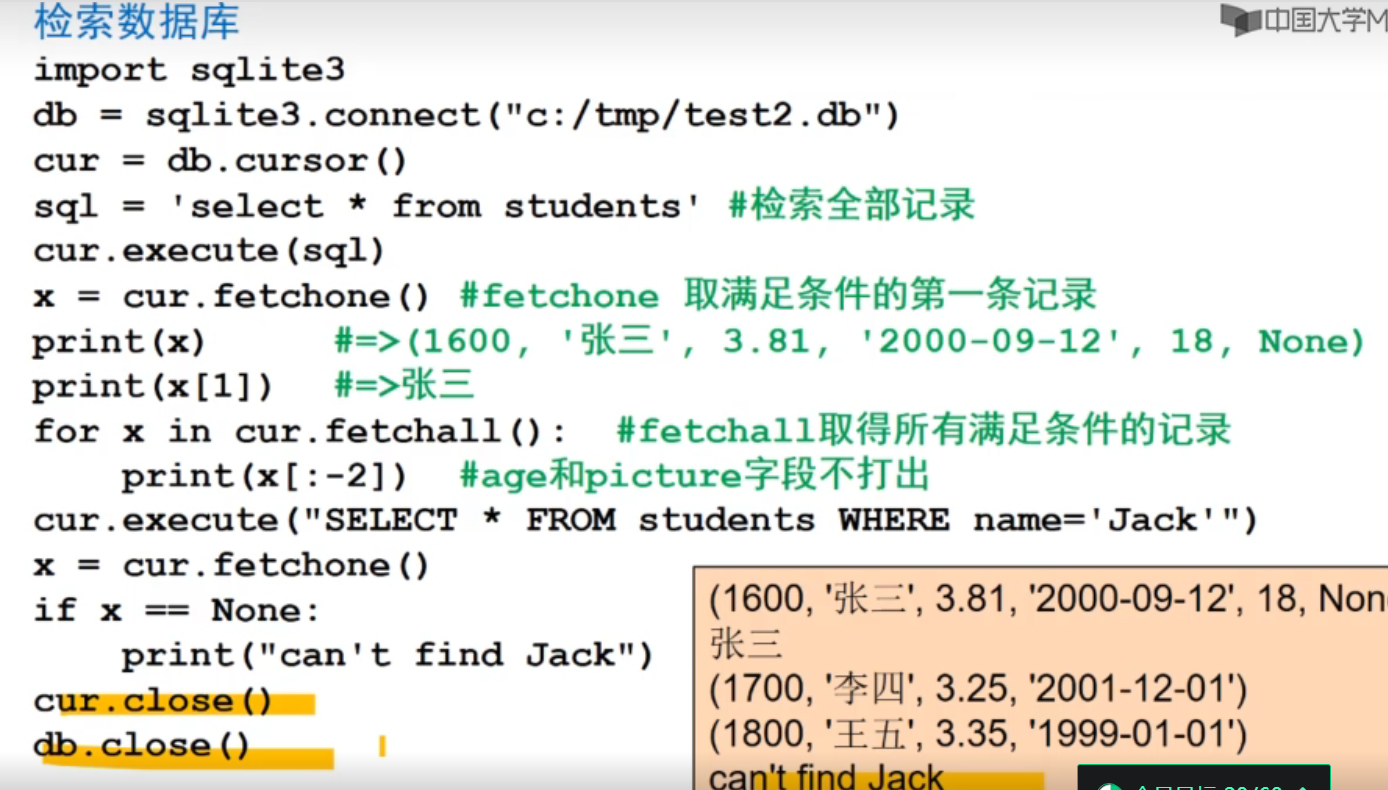 检索数据库
中国大学M
import sqlite3
db = sqlite3.connect("c:/tmp/test2.db")
cur = db.cursor()
sql = 'select * from students' #检索全部记录
cur.execute(sql)
x = cur.fetchone() #fetchone 取满足条件的第一条记录
print(x) #=>(1600, '张三', 3.81, '2000-09-12', 18, None)
print(x[1]) #=>张三
for x in cur.fetchall(): #fetchall取得所有满足条件的记录
print(x[:-2]) #age和picture字段不打出
cur.execute("SELECT * FROM students WHERE name='Jack'")
x = cur.fetchone()
if x == None:
print("can't find Jack")
cur.close()
db.close()
(1600, '张三', 3.81, '2000-09-12', 18, Non
张三
(1700, '李四', 3.25, '2001-12-01')
(1800, '王五', 3.35, '1999-01-01')
can't find Jack